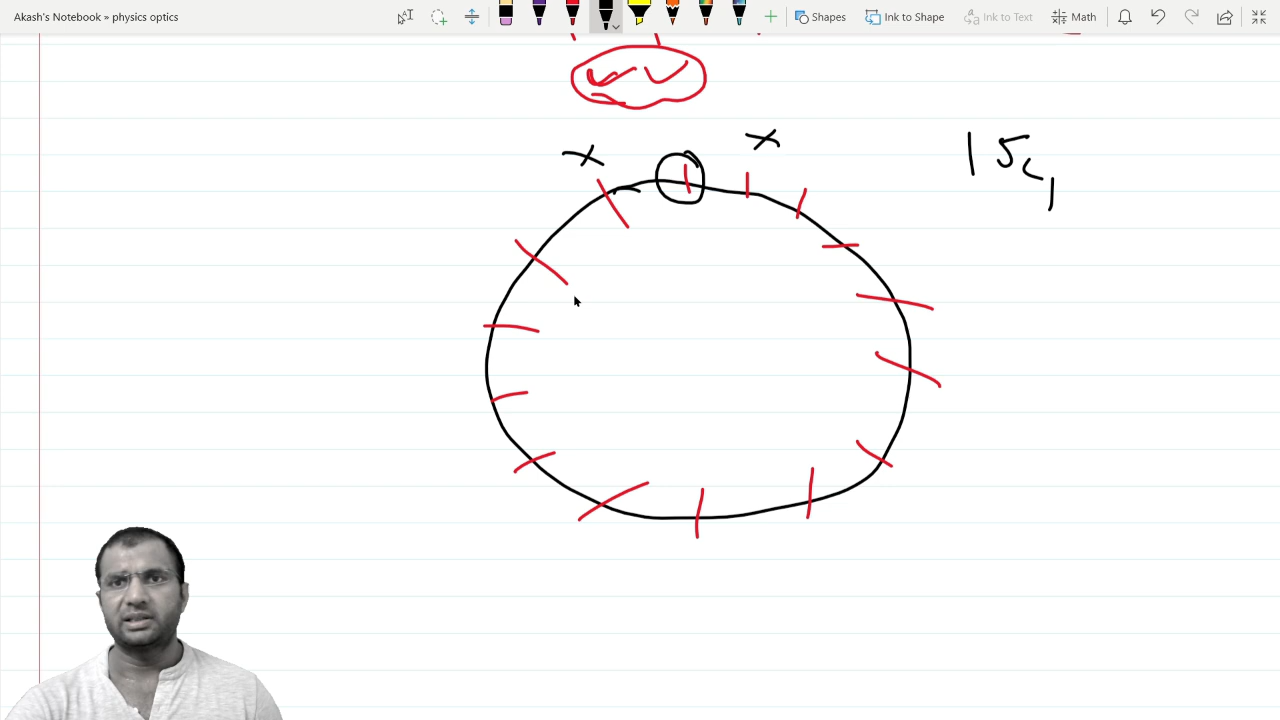 Akash's Notebook » physics optics
Shapes
Ink to Shape
Ink to Text
Math
x
x
15c1